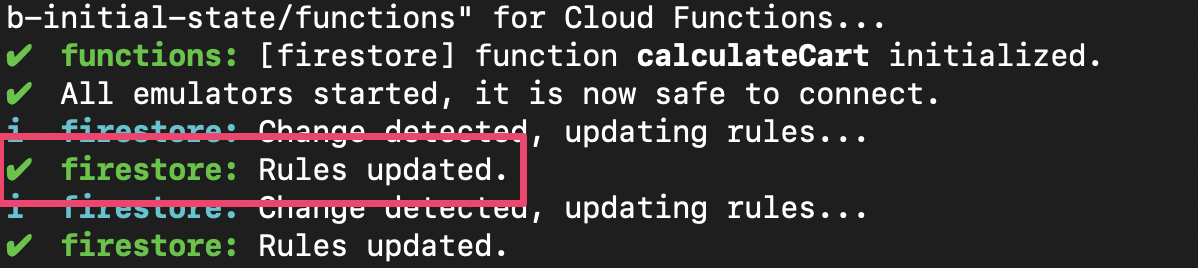 b-initial-state/functions" for Cloud Functions...
✔  functions: [firestore] function calculateCart initialized.
✔  All emulators started, it is now safe to connect.
i  firestore: Change detected, updating rules...
✔  firestore: Rules updated.
i  firestore: Change detected, updating rules...
✔  firestore: Rules updated.